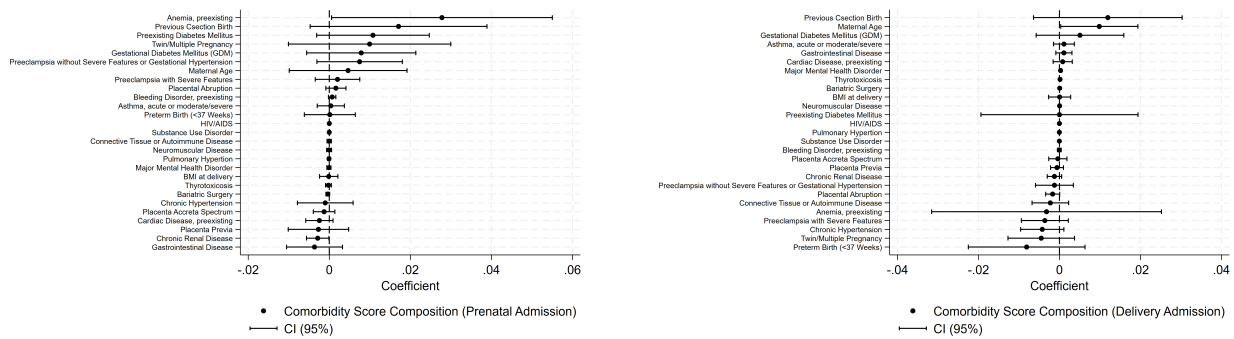 Anemia, preexisting
Previous Csection Birth
Preexisting Diabetes Mellitus
Twin/Multiple Pregnancy
Gestational Diabetes Mellitus (GDM)
Preeclampsia without Severe Features or Gestational Hypertension
Maternal Age
Preeclampsia with Severe Features
Placental Abruption
Bleeding Disorder, preexisting
Asthma, acute or moderate/severe
Preterm Birth (<37 Weeks)
HIV/AIDS
Substance Use Disorder
Connective Tissue or Autoimmune Disease
Neuromuscular Disease
Pulmonary Hypertion
Major Mental Health Disorder
BMI at delivery
Thyrotoxicosis
Bariatric Surgery
Chronic Hypertension
Placenta Accreta Spectrum
Cardiac Disease, preexisting
Placenta Previa
Chronic Renal Disease
Gastrointestinal Disease
-.02 0 .02 .04 .06
Coefficient
Comorbidity Score Composition (Prenatal Admission)
CI (95%)
Previous Csection Birth
Maternal Age
Gestational Diabetes Mellitus (GDM)
Asthma, acute or moderate/severe
Gastrointestinal Disease
Cardiac Disease, preexisting
Major Mental Health Disorder
Thyrotoxicosis
Bariatric Surgery
BMI at delivery
Neuromuscular Disease
Preexisting Diabetes Mellitus
HIV/AIDS
Pulmonary Hypertion
Substance Use Disorder
Bleeding Disorder, preexisting
Placenta Accreta Spectrum
Placenta Previa
Chronic Renal Disease
Preeclampsia without Severe Features or Gestational Hypertension
Placental Abruption
Connective Tissue or Autoimmune Disease
Anemia, preexisting
Preeclampsia with Severe Features
Chronic Hypertension
Twin/Multiple Pregnancy
Preterm Birth (<37 Weeks)
-.04 -.02 0 .02 .04
Coefficient
Comorbidity Score Composition (Delivery Admission)
CI (95%)